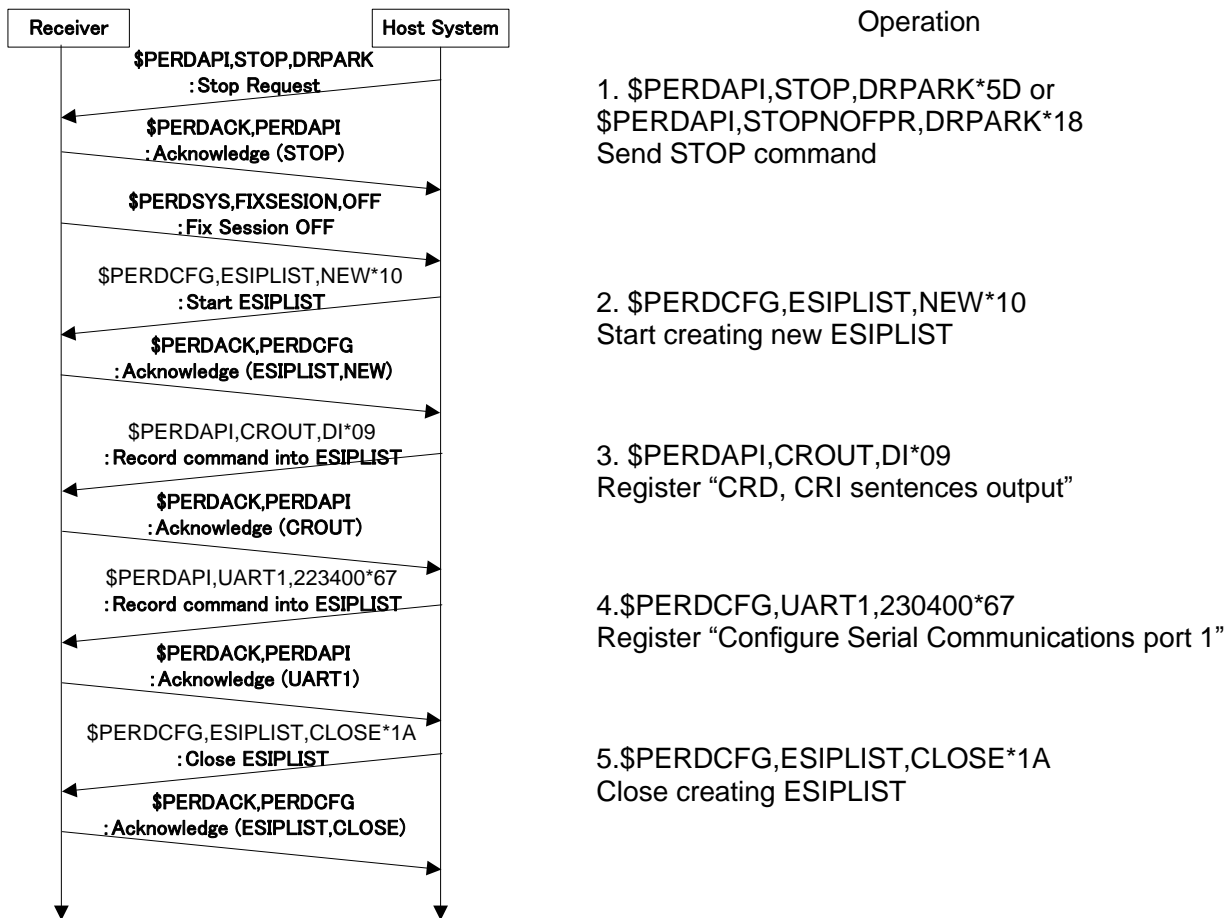 Receiver
Host System
$PERDAPI,STOP,DRPARK
:Stop Request
$PERDACK,PERDAPI
:Acknowledge (STOP)
$PERDSYS,FIXSESION,OFF
:Fix Session OFF
$PERDCFG,ESIPLIST,NEW*10
:Start ESIPLIST
$PERDACK,PERDCFG
:Acknowledge (ESIPLIST,NEW)
$PERDAPI,CROUT,DI*09
:Record command into ESIPLIST
$PERDACK,PERDAPI
:Acknowledge (CROUT)
$PERDAPI,UART1,223400*67
:Record command into ESIPLIST
$PERDACK,PERDAPI
:Acknowledge (UART1)
$PERDCFG,ESIPLIST,CLOSE*1A
:Close ESIPLIST
$PERDACK,PERDCFG
:Acknowledge (ESIPLIST,CLOSE)
Operation
1. $PERDAPI,STOP,DRPARK*5D or
$PERDAPI,STOPNOFPR,DRPARK*18
Send STOP command
2. $PERDCFG,ESIPLIST,NEW*10
Start creating new ESIPLIST
3. $PERDAPI,CROUT,DI*09
Register “CRD, CRI sentences output”
4.$PERDCFG,UART1,230400*67
Register “Configure Serial Communications port 1”
5.$PERDCFG,ESIPLIST,CLOSE*1A
Close creating ESIPLIST